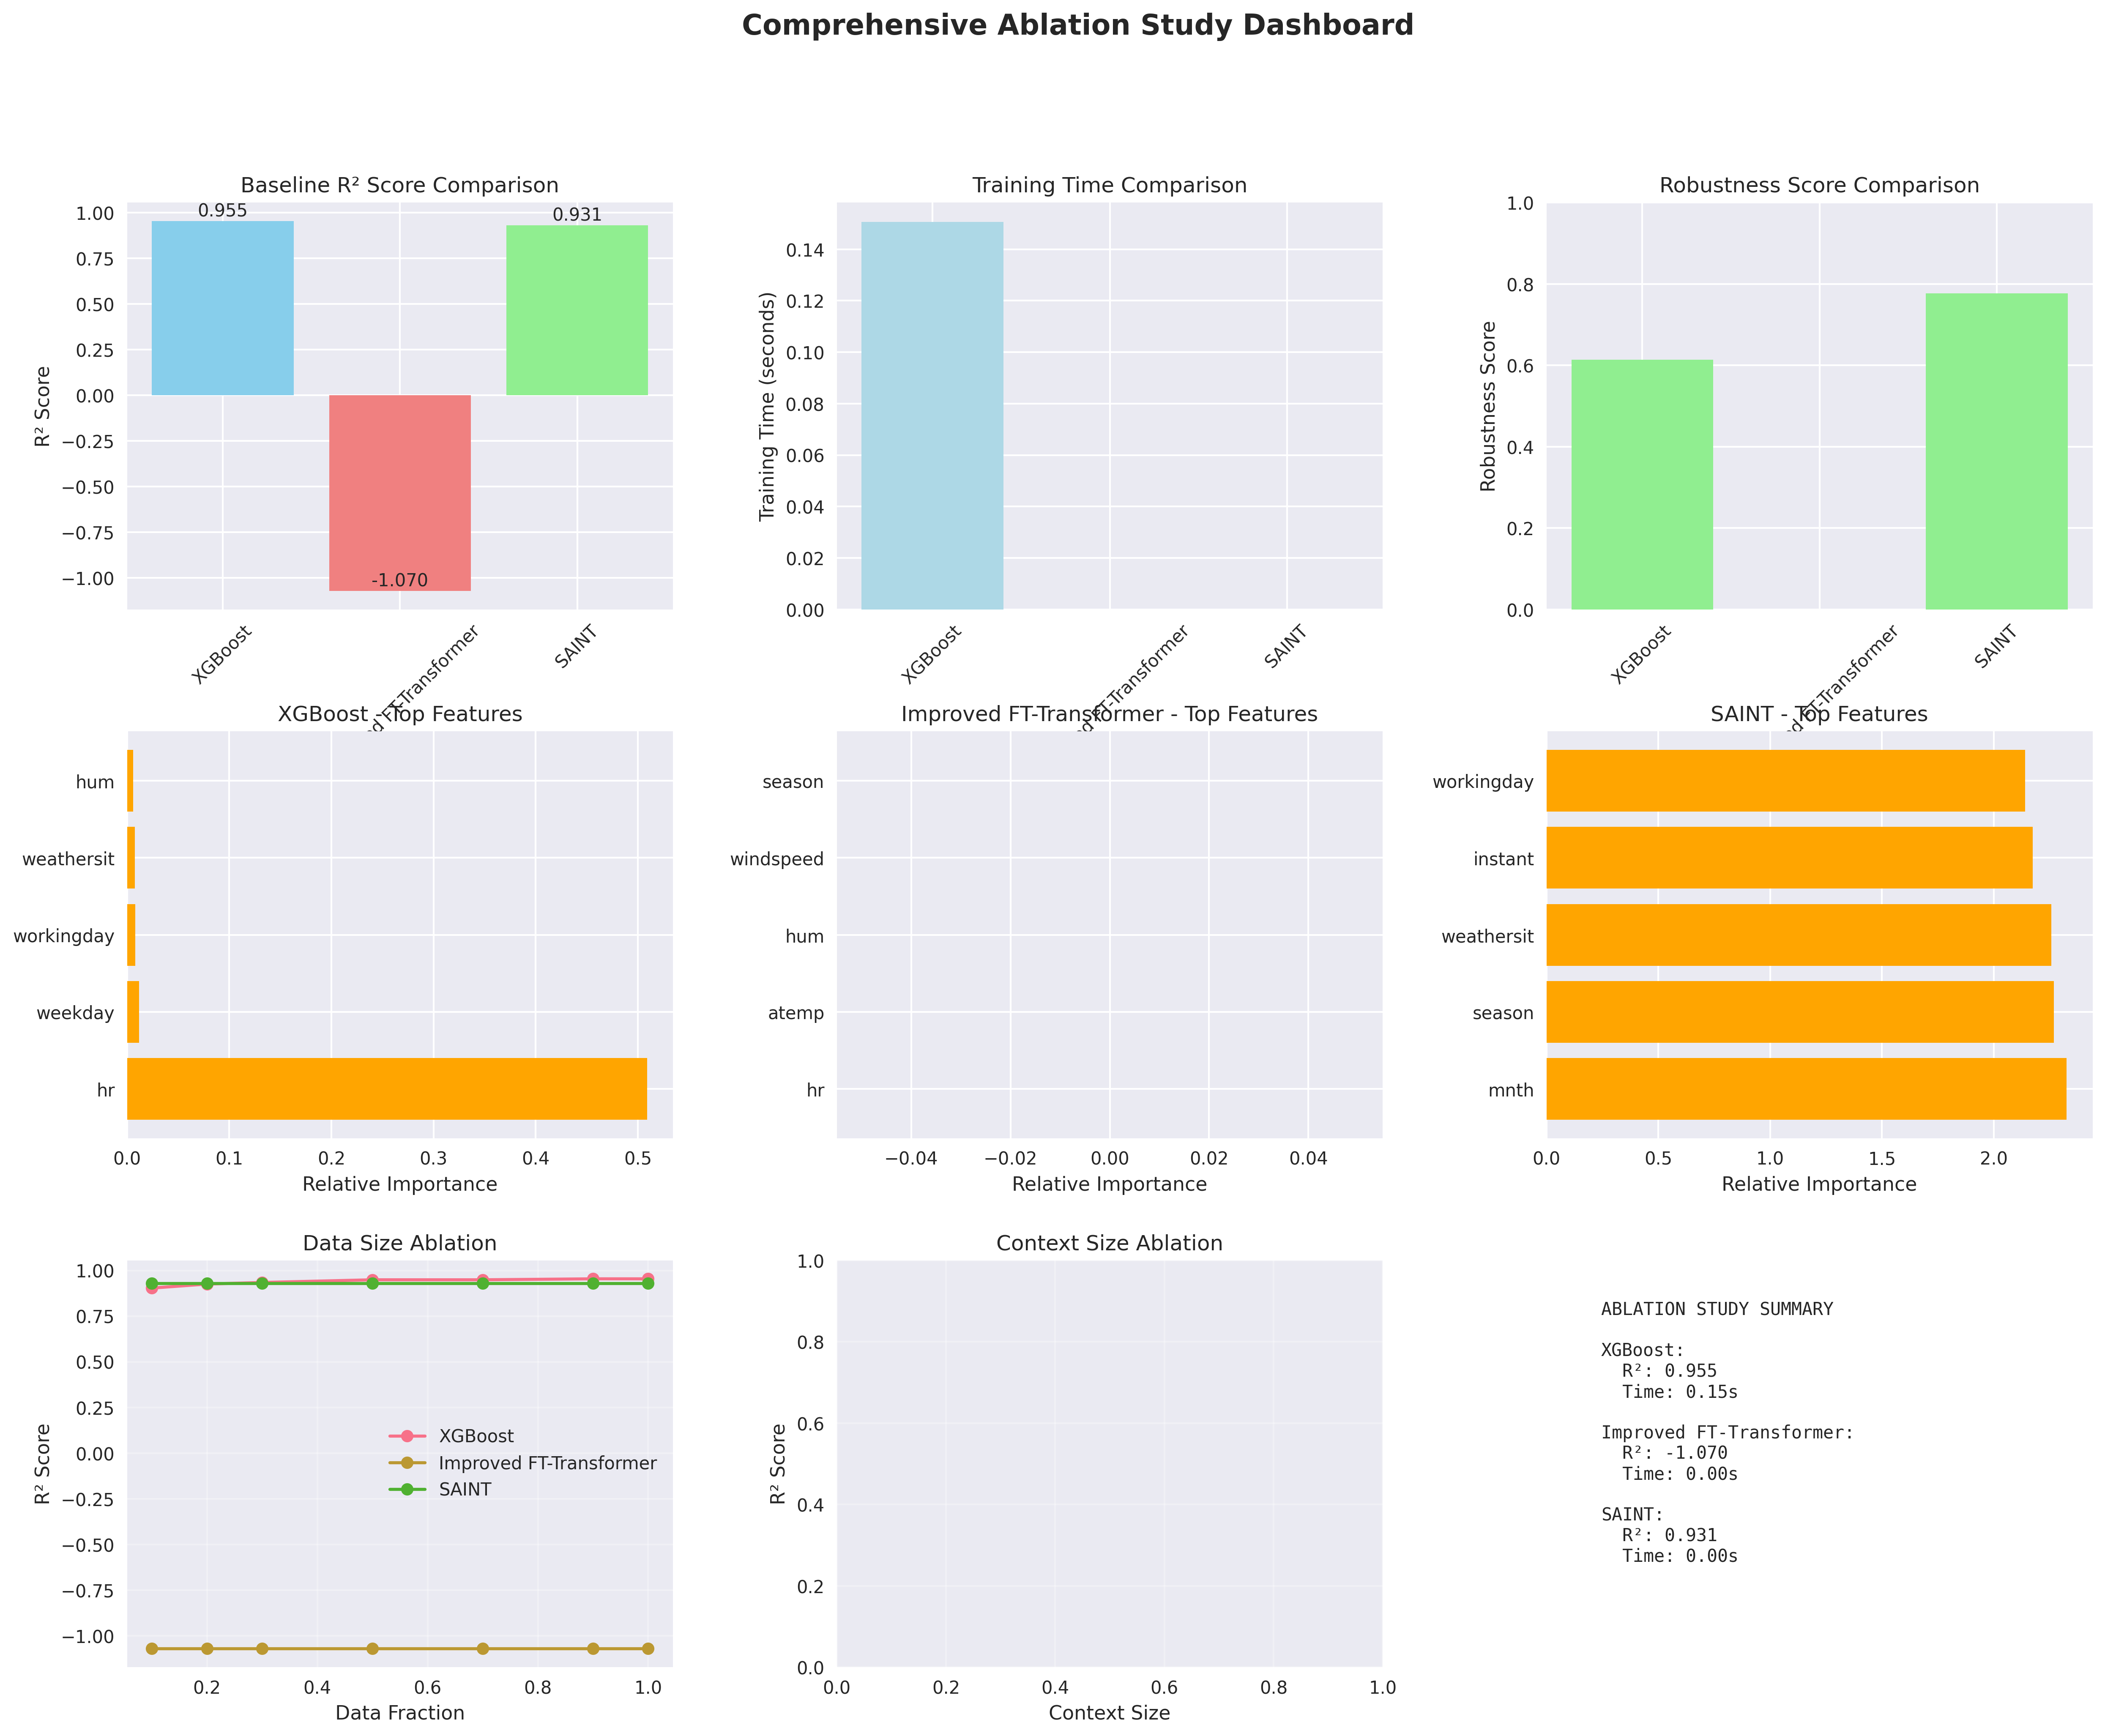 Comprehensive Ablation Study Dashboard
Baseline R² Score Comparison
R² Score
1.00
0.75
0.50
0.25
0.00
−0.25
−0.50
−0.75
−1.00
0.955
-1.070
0.931
XGBoost
ed FT-Transformer
SAINT
Training Time Comparison
Training Time (seconds)
0.14
0.12
0.10
0.08
0.06
0.04
0.02
0.00
XGBoost
ed FT-Transformer
SAINT
Robustness Score Comparison
Robustness Score
1.0
0.8
0.6
0.4
0.2
0.0
XGBoost
ed FT-Transformer
SAINT
XGBoost - Top Features
hum
weathersit
workingday
weekday
hr
0.0 0.1 0.2 0.3 0.4 0.5
Relative Importance
Improved FT-Transformer - Top Features
season
windspeed
hum
atemp
hr
−0.04 −0.02 0.00 0.02 0.04
Relative Importance
SAINT - Top Features
workingday
instant
weathersit
season
mnth
0.0 0.5 1.0 1.5 2.0
Relative Importance
Data Size Ablation
R² Score
1.00
0.75
0.50
0.25
0.00
−0.25
−0.50
−0.75
−1.00
XGBoost
Improved FT-Transformer
SAINT
0.2 0.4 0.6 0.8 1.0
Data Fraction
Context Size Ablation
R² Score
1.0
0.8
0.6
0.4
0.2
0.0
0.0 0.2 0.4 0.6 0.8 1.0
Context Size
ABLATION STUDY SUMMARY
XGBoost:
R²: 0.955
Time: 0.15s
Improved FT-Transformer:
R²: -1.070
Time: 0.00s
SAINT:
R²: 0.931
Time: 0.00s